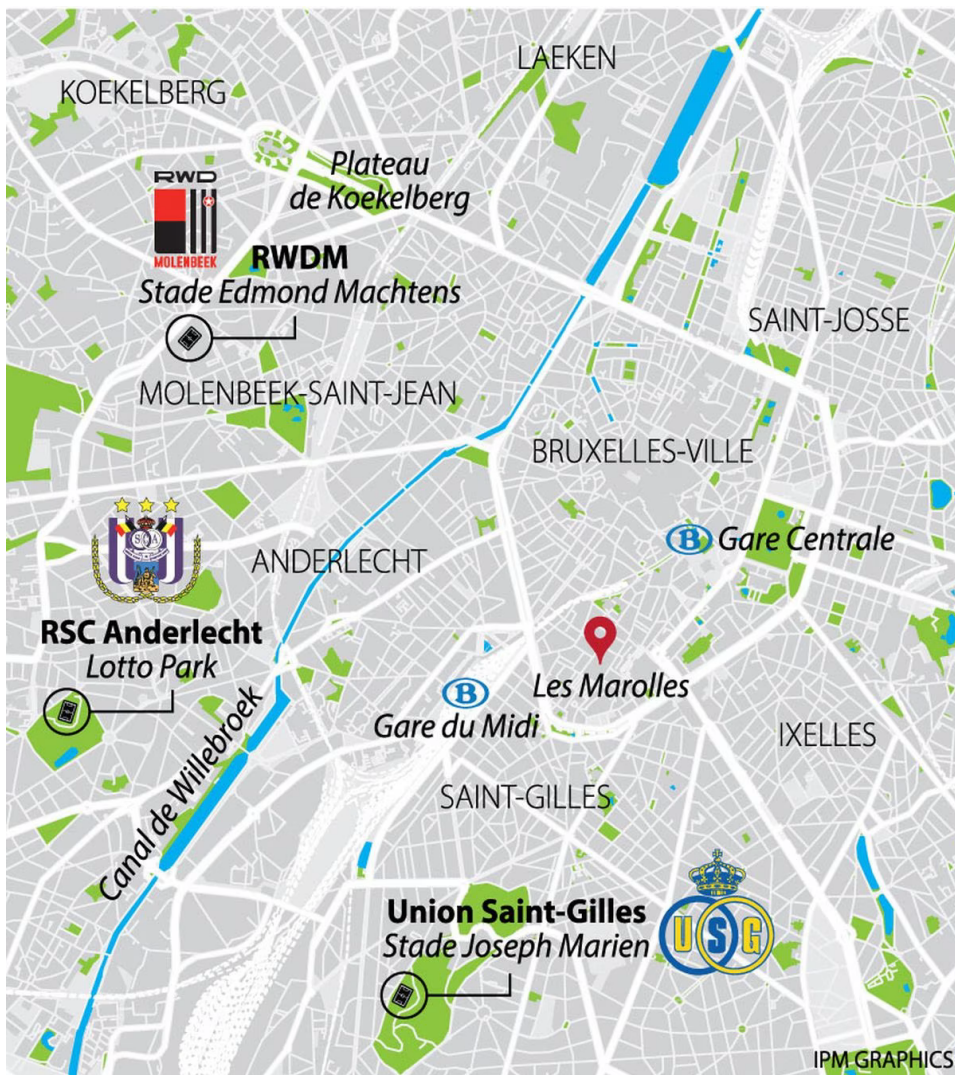 LAEKEN
KOEKELBERG
Plateau
de Koekelberg
RWD
MOLENBEEK
RWDM
Stade Edmond Machtens
SAINT-JOSSE
MOLENBEEK-SAINT-JEAN
BRUXELLES-VILLE
B Gare Centrale
ANDERLECHT
RSC Anderlecht
Lotto Park
Les Marolles
B
Gare du Midi
Canal de Willebroek
IXELLES
SAINT-GILLES
Union Saint-Gilles
Stade Joseph Marien
USG
IPM GRAPHICS